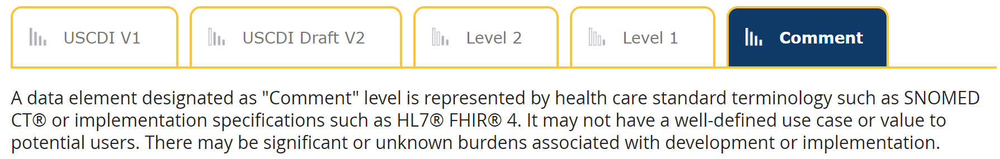 USCDI V1
USCDI Draft V2
Level 2
Level 1
Comment
A data element designated as "Comment" level is represented by health care standard terminology such as SNOMED
CT® or implementation specifications such as HL7® FHIR® 4. It may not have a well-defined use case or value to
potential users. There may be significant or unknown burdens associated with development or implementation.